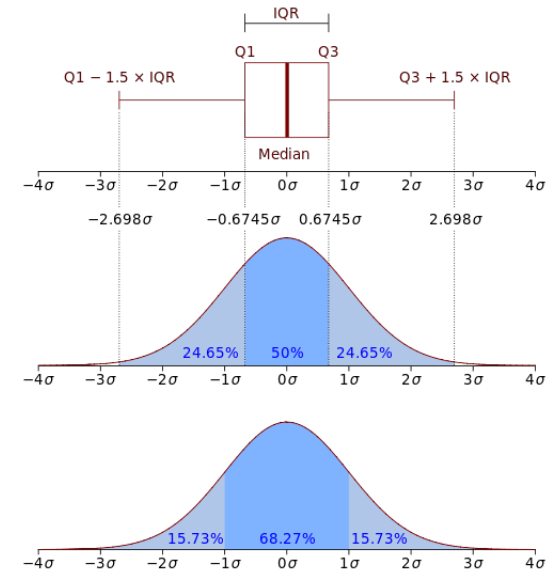 IQR
Q1 Q3
Q1 − 1.5 × IQR Q3 + 1.5 × IQR
Median
−4σ −3σ −2σ −1σ 0σ 1σ 2σ 3σ 4σ
−2.698σ −0.6745σ 0.6745σ 2.698σ
24.65% 50% 24.65%
−4σ −3σ −2σ −1σ 0σ 1σ 2σ 3σ 4σ
15.73% 68.27% 15.73%
−4σ −3σ −2σ −1σ 0σ 1σ 2σ 3σ 4σ